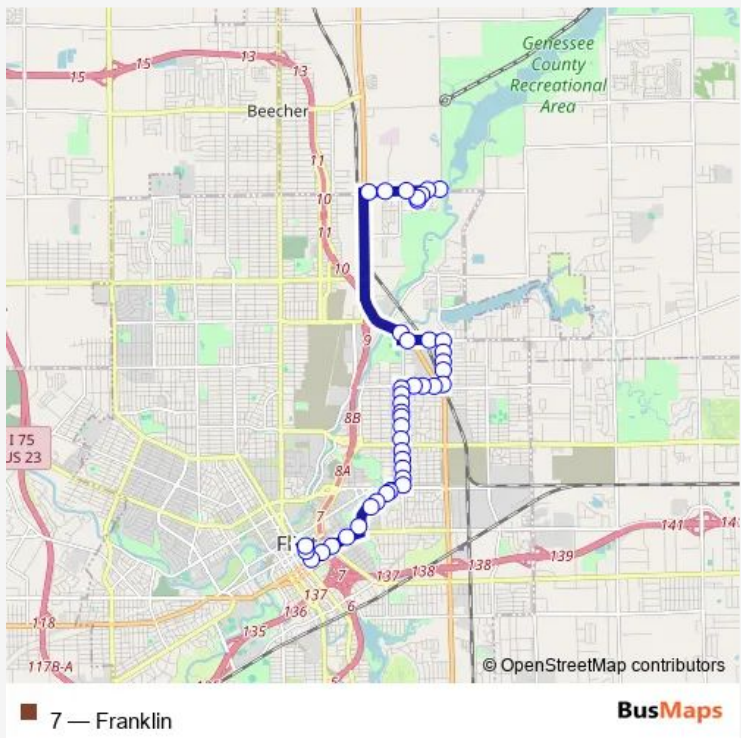 Genessee
County
Recreational
Area
15
13
13
15
Beecher
11
10
11
10
9
8B
I 75
US 23
8A
7
141
Fl
139
138
138
7
137
137
136
6
118
135
117B-A
© OpenStreetMap contributors
7 — Franklin
BusMaps